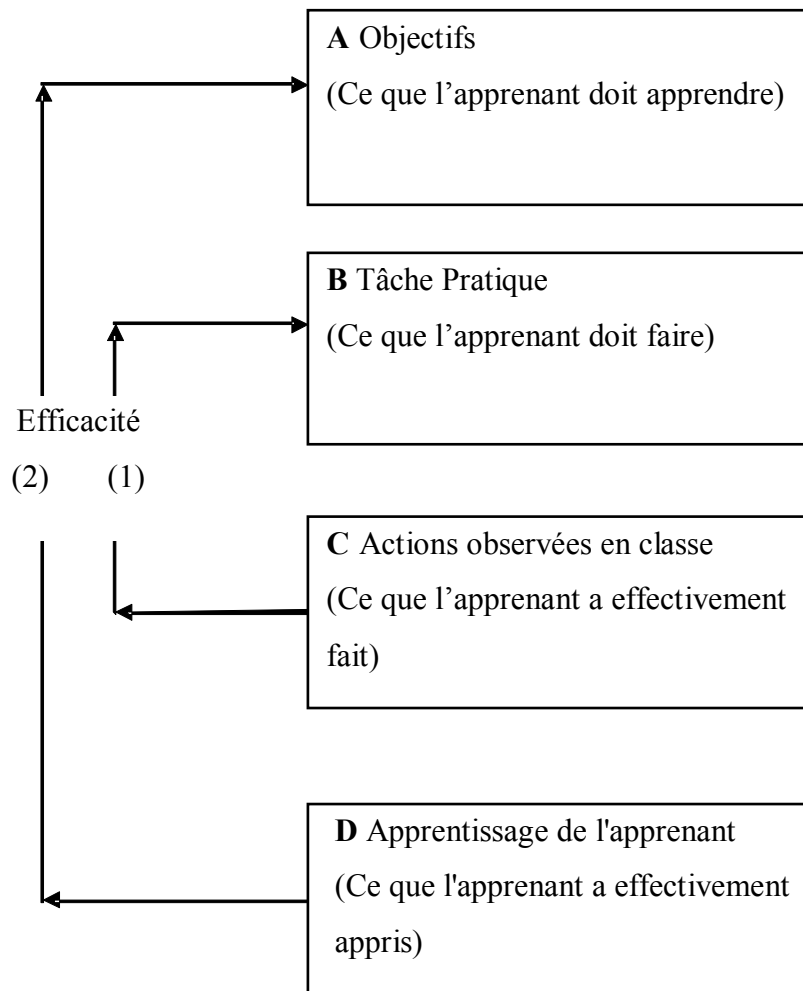 A Objectifs
(Ce que l’apprenant doit apprendre)
B Tâche Pratique
(Ce que l’apprenant doit faire)
Efficacité
(2) (1)
C Actions observées en classe
(Ce que l’apprenant a effectivement
fait)
D Apprentissage de l'apprenant
(Ce que l'apprenant a effectivement
appris)